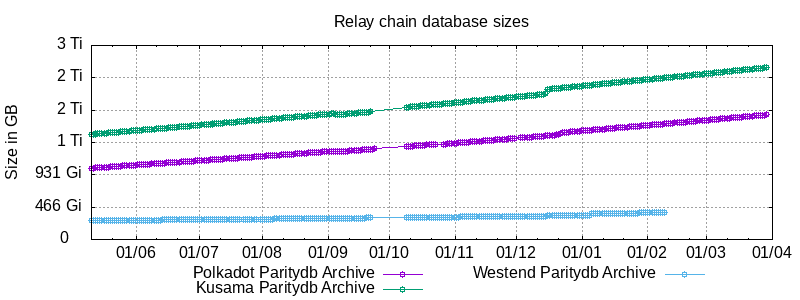 Relay chain database sizes
3 Ti
2 Ti
2 Ti
1 Ti
931 Gi
466 Gi
0
Size in GB
01/06 01/07 01/08 01/09 01/10 01/11 01/12 01/01 01/02 01/03 01/04
Polkadot Paritydb Archive Westend Paritydb Archive
Kusama Paritydb Archive